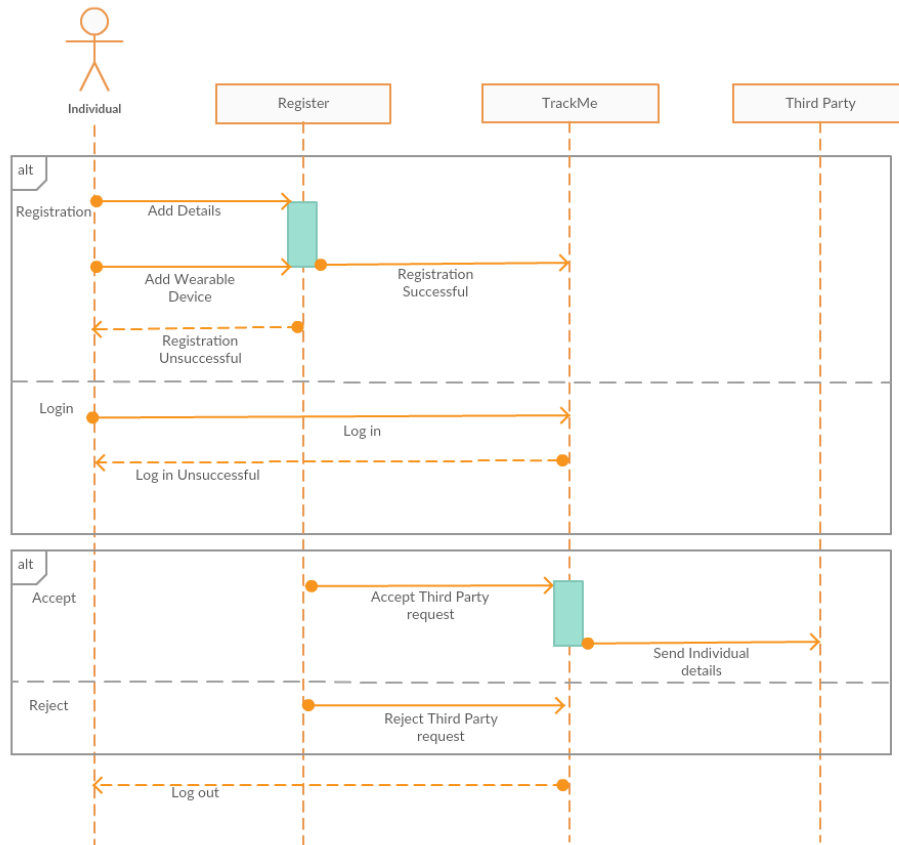 Individual
Register
TrackMe
Third Party
alt
Registration
Add Details
Add Wearable
Device
Registration
Successful
Registration
Unsuccessful
Login
Log in
Log in Unsuccessful
alt
Accept
Accept Third Party
request
Send Individual
details
Reject
Reject Third Party
request
Log out